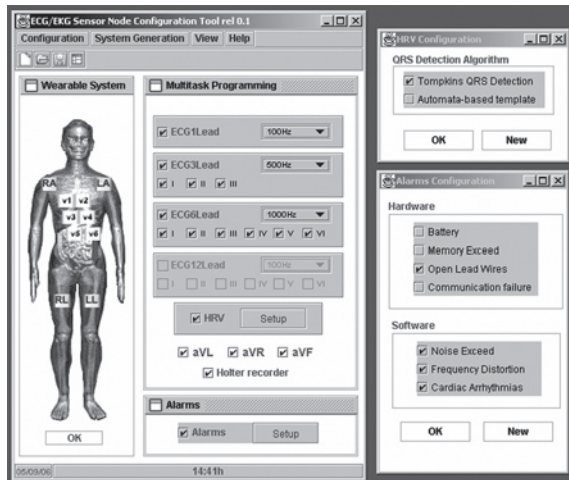 ECG/EKG Sensor Node Configuration Tool rel 0.1
Configuration System Generation View Help
Wearable System
RA LA
v1 v2
v3 v4
v5 v6
RL LL
OK
Multitask Programming
ECG1Lead 100Hz
ECG3Lead 500Hz
I II III
ECG6Lead 1000Hz
I II III IV V VI
ECG12Lead 100Hz
I II III IV V VI
HRV Setup
aVL aVR aVF
Holter recorder
Alarms
Alarms Setup
05/09/06 14:41h
HRV Configuration
QRS Detection Algorithm
Tompkins QRS Detection
Automata-based template
OK New
Alarms Configuration
Hardware
Battery
Memory Exceed
Open Lead Wires
Communication failure
Software
Noise Exceed
Frequency Distortion
Cardiac Arrhythmias
OK New